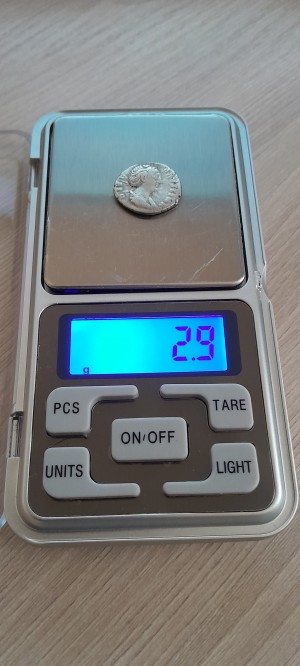 2.9
g
PCS
TARE
ON/OFF
UNITS
LIGHT